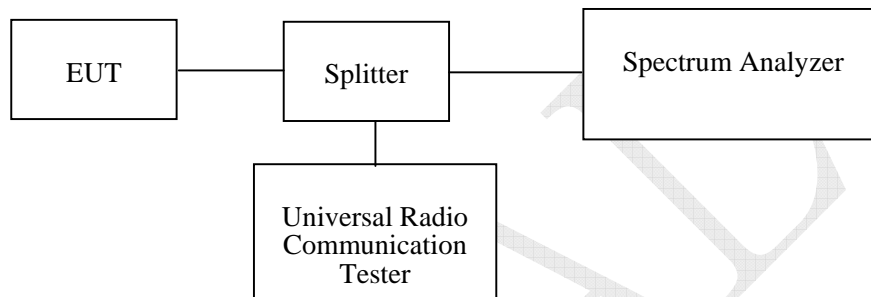 EUT
Splitter
Spectrum Analyzer
Universal Radio
Communication
Tester